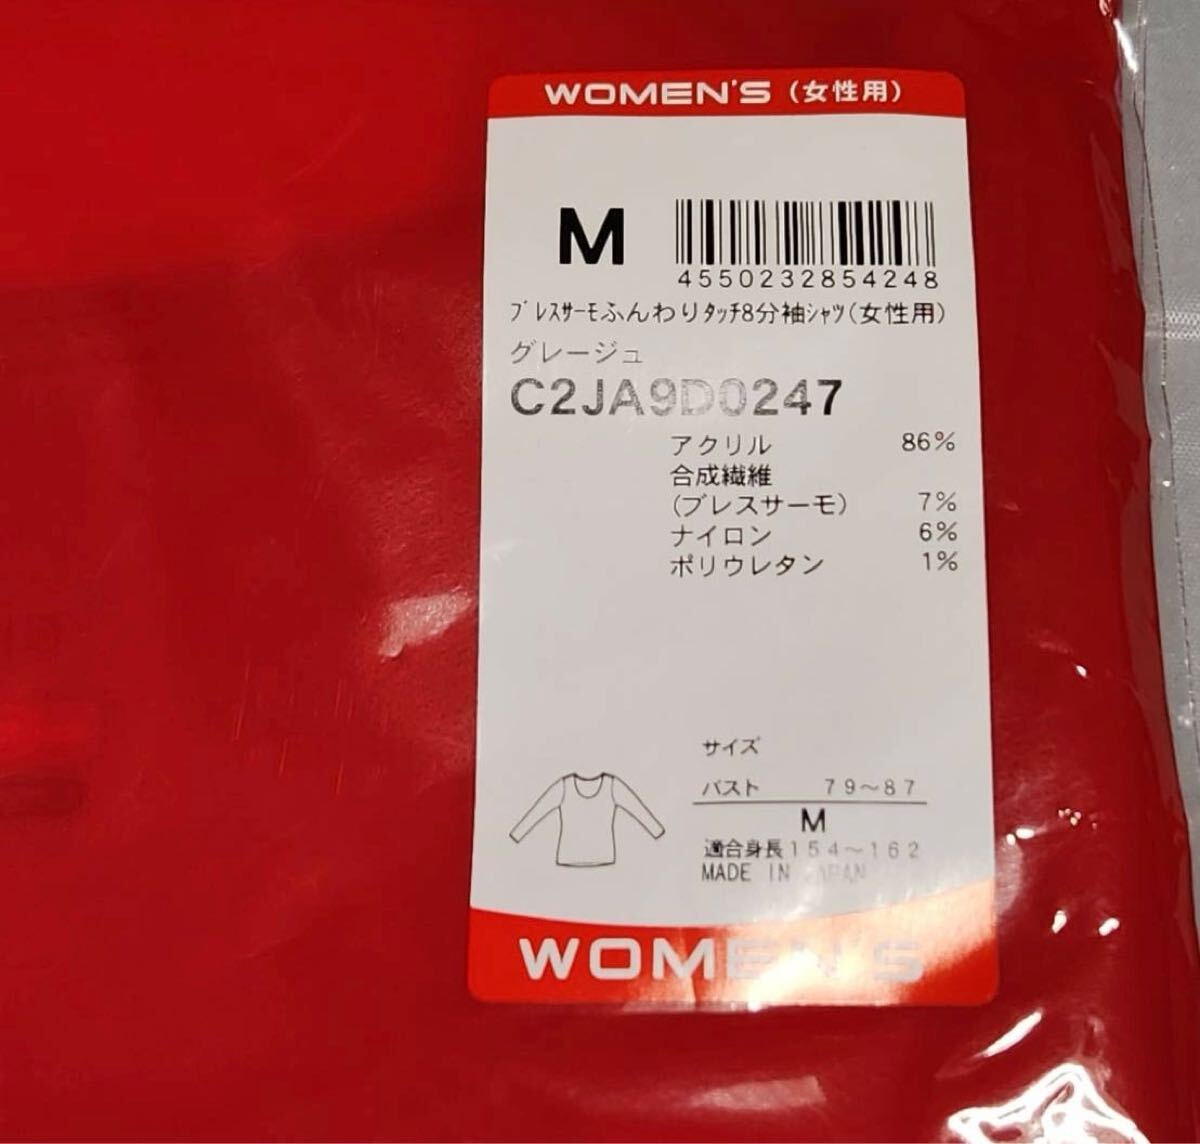 WOMEN'S (女性用)
M
4550232854248
ブレスサーモふんわりタッチ8分袖シャツ(女性用)
グレージュ
C2JA9D0247
アクリル 86%
合成繊維
(ブレスサーモ) 7%
ナイロン 6%
ポリウレタン 1%
サイズ
バスト 79〜87
M
適合身長154〜162
MADE IN JAPAN
WOMEN'S